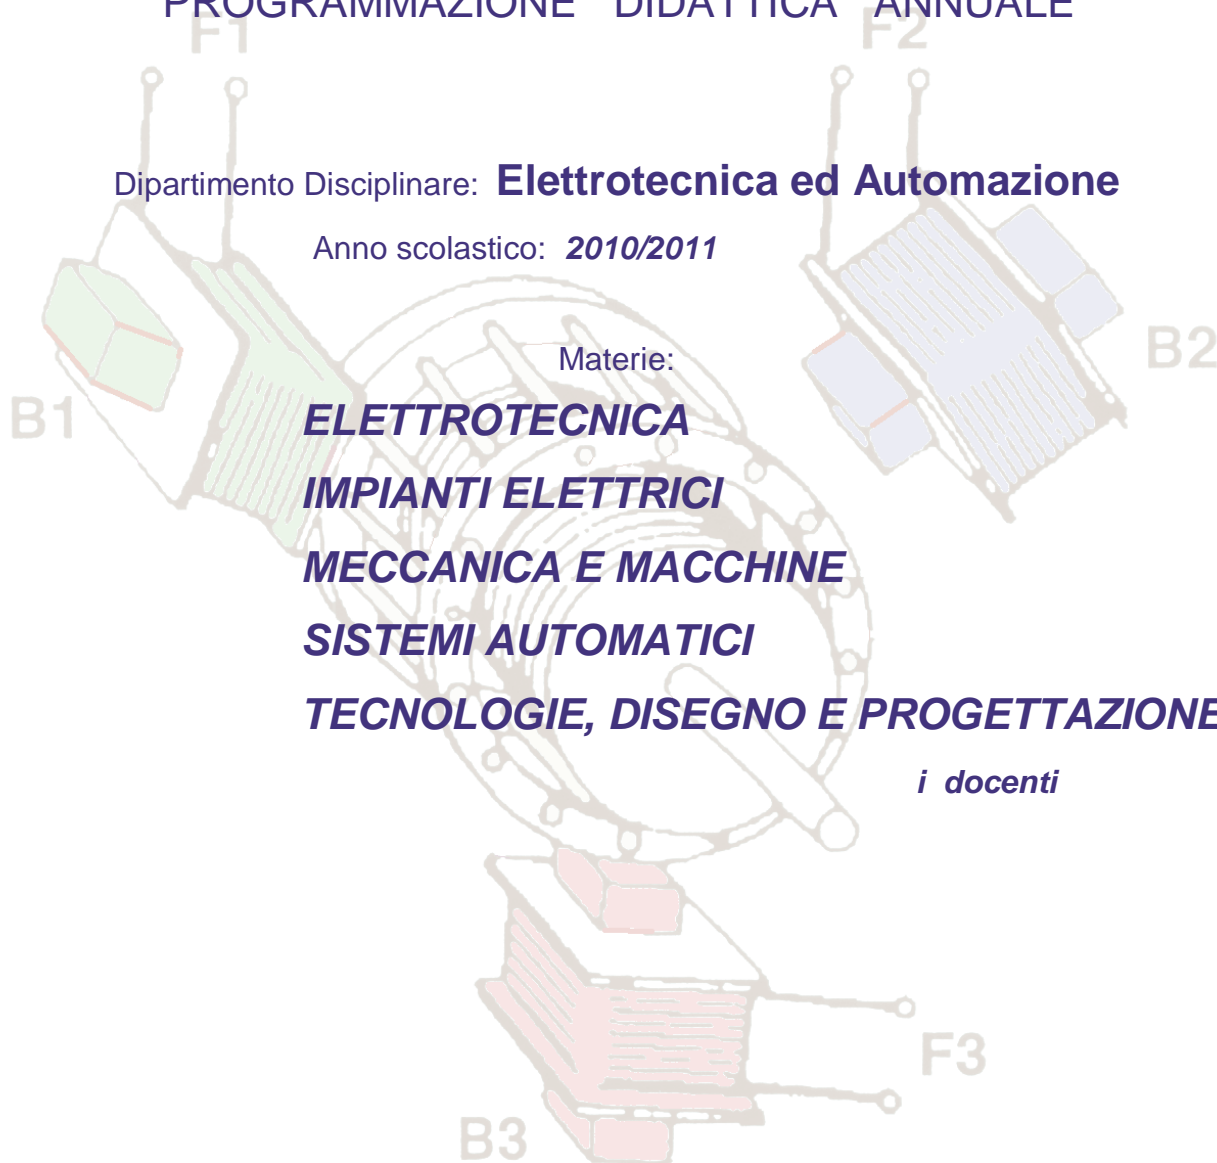 PROGRAMMAZIONE DIDATTICA ANNUALE
F1 F2
Dipartimento Disciplinare: Elettrotecnica ed Automazione
Anno scolastico: 2010/2011
Materie:
B2
B1
ELETTROTECNICA
IMPIANTI ELETTRICI
MECCANICA E MACCHINE
SISTEMI AUTOMATICI
TECNOLOGIE, DISEGNO E PROGETTAZIONE
i docenti
F3
B3